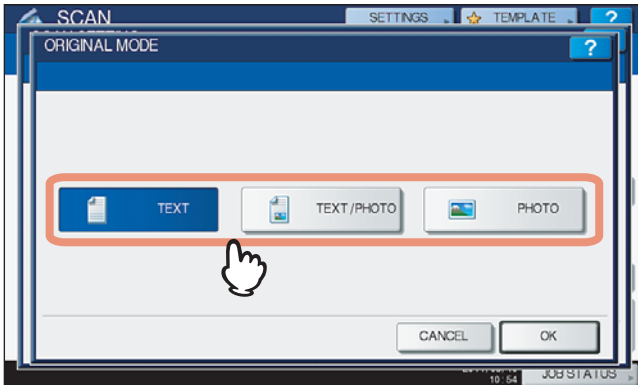 SCAN
SETTINGS
TEMPLATE
?
ORIGINAL MODE
?
TEXT
TEXT/PHOTO
PHOTO
CANCEL
OK
10:54
JOB STATUS